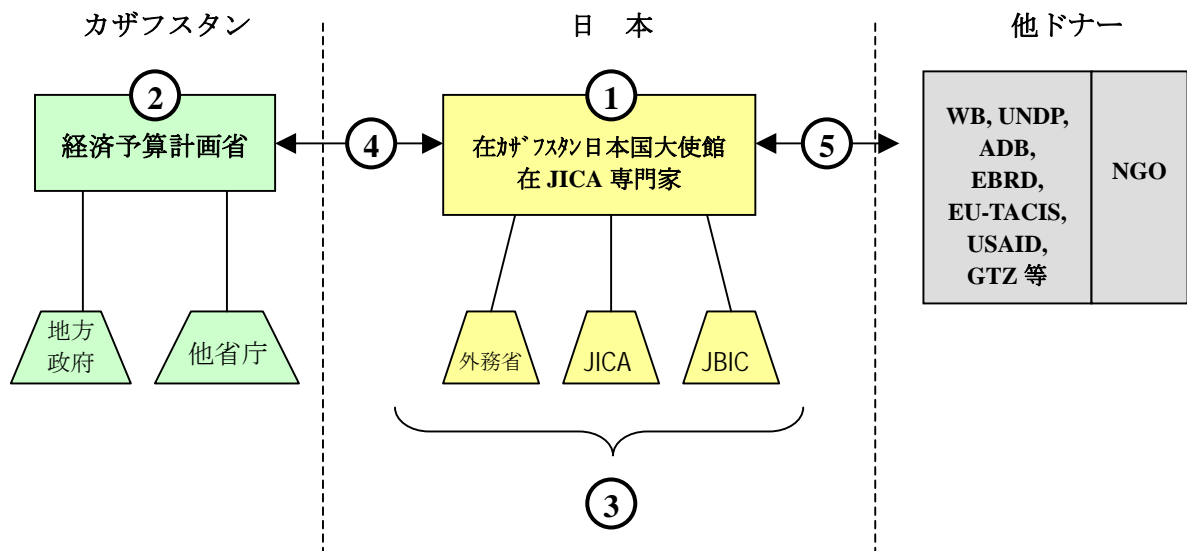 カザフスタン
日 本
他ドナー
②
経済予算計画省
地方
政府
他省庁
④
①
在ｶｻﾞﾌｽﾀﾝ日本国大使館
在 JICA 専門家
外務省
JICA
JBIC
③
⑤
WB, UNDP,
ADB,
EBRD,
EU-TACIS,
USAID,
GTZ 等
NGO